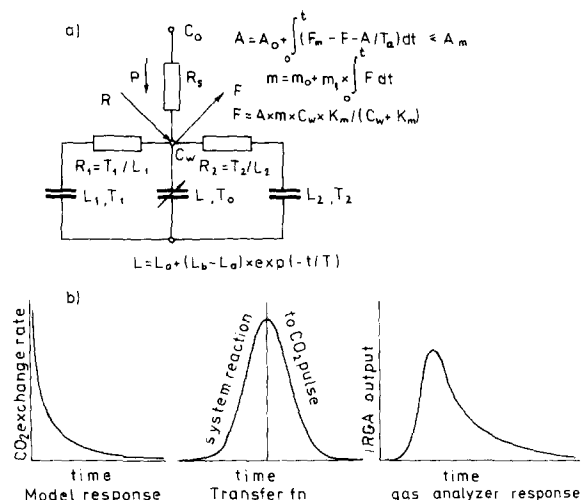 a)
C₀
A = A₀ + ∫₀ᵗ (Fₘ - F - A/Tₐ) dt ≤ Aₘ
P
Rₛ
m = m₀ + m₁ × ∫₀ᵗ F dt
R
F
F = A × m × C_w × Kₘ / (C_w + Kₘ)
C_w
R₁ = T₁ / L₁
R₂ = T₂ / L₂
L₁, T₁
L, T₀
L₂, T₂
L = Lₐ + (L_b - Lₐ) × exp (-t/T)
b)
CO₂ exchange rate
system reaction
to CO₂ pulse
IRGA output
time
time
time
Model response
Transfer fn
gas analyzer response